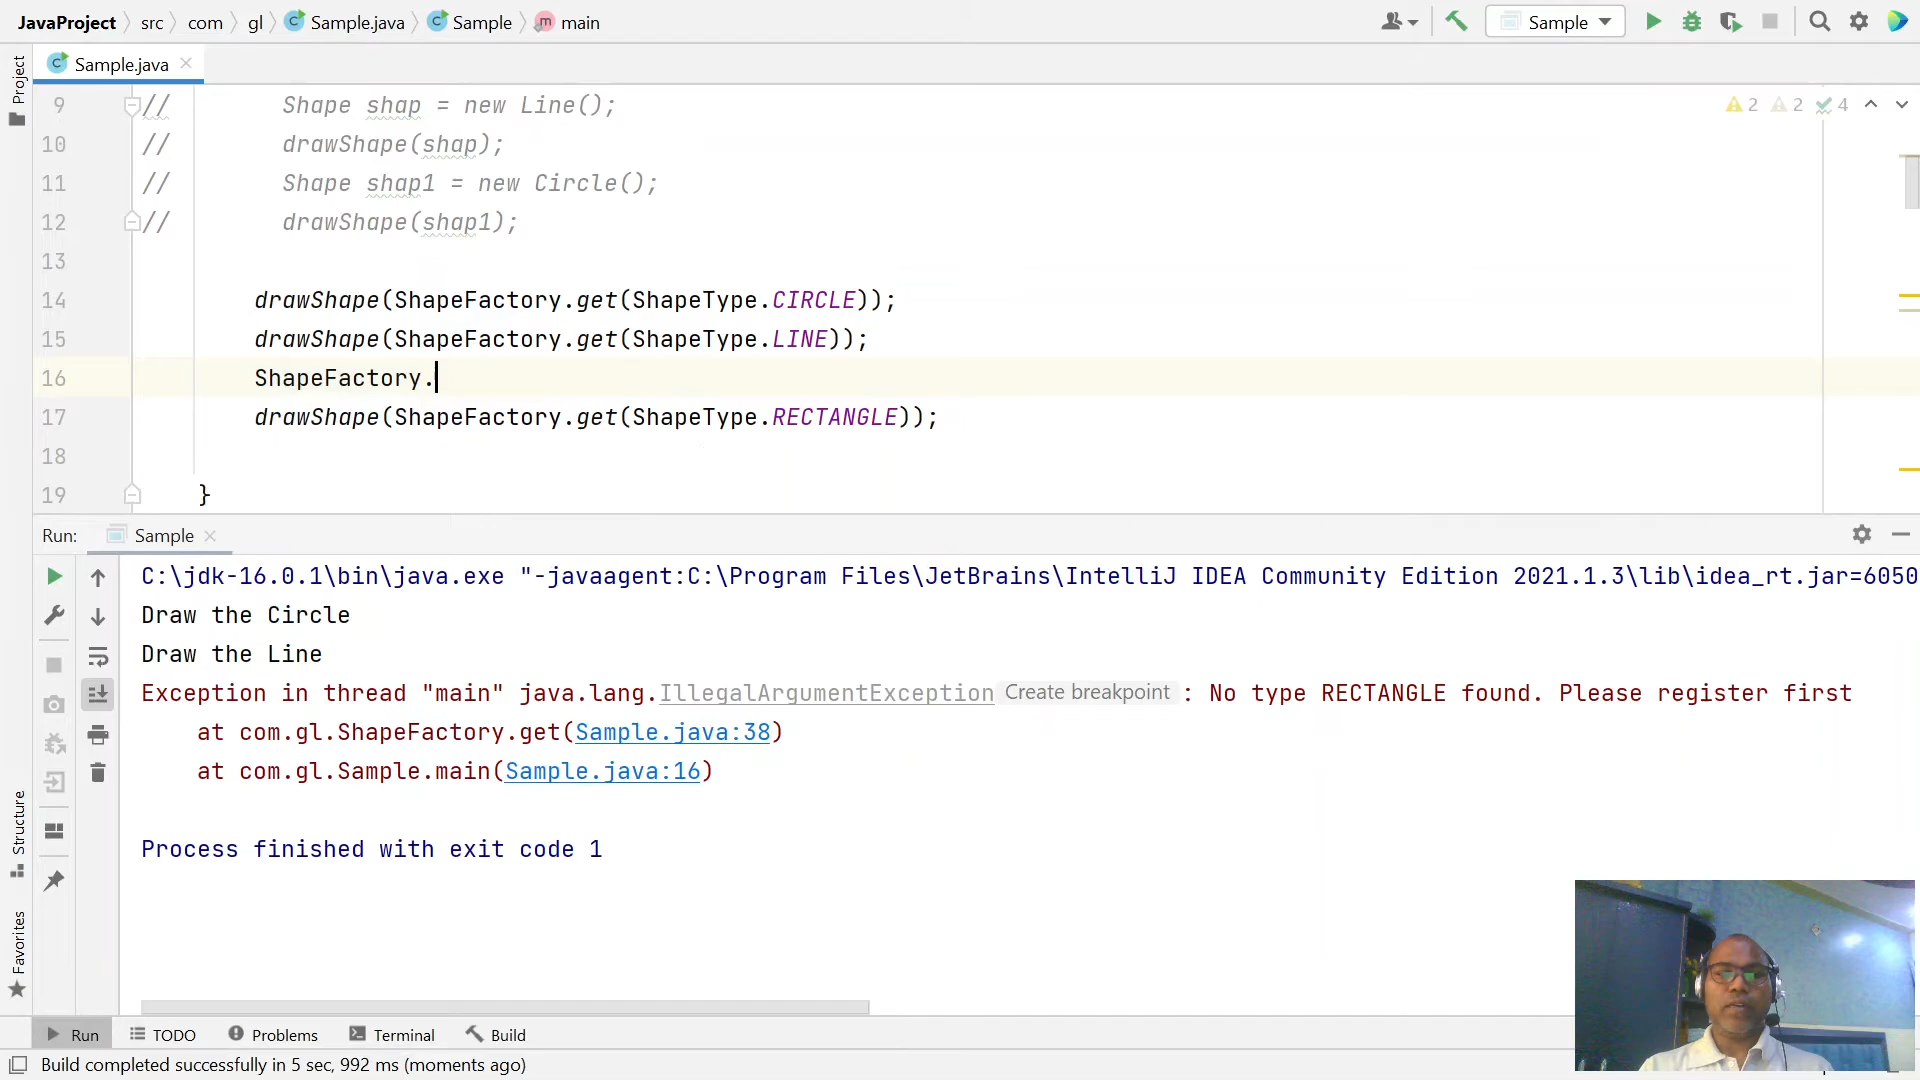 JavaProject src com gl Sample.java Sample main
Sample
Project
Sample.java
2 2 4
9 // Shape shap = new Line();
10 // drawShape(shap);
11 // Shape shap1 = new Circle();
12 // drawShape(shap1);
13
14 drawShape(ShapeFactory.get(ShapeType.CIRCLE));
15 drawShape(ShapeFactory.get(ShapeType.LINE));
16 ShapeFactory.
17 drawShape(ShapeFactory.get(ShapeType.RECTANGLE));
18
19 }
Run: Sample
C:\jdk-16.0.1\bin\java.exe "-javaagent:C:\Program Files\JetBrains\IntelliJ IDEA Community Edition 2021.1.3\lib\idea_rt.jar=6050
Draw the Circle
Draw the Line
Exception in thread "main" java.lang.IllegalArgumentException Create breakpoint : No type RECTANGLE found. Please register first
at com.gl.ShapeFactory.get(Sample.java:38)
at com.gl.Sample.main(Sample.java:16)
Process finished with exit code 1
Structure
Favorites
Run TODO Problems Terminal Build
Build completed successfully in 5 sec, 992 ms (moments ago)